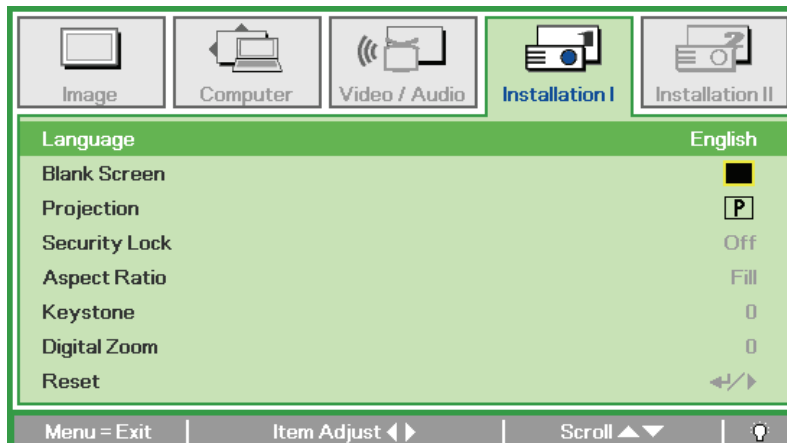 Image Computer Video / Audio Installation I Installation II
Language English
Blank Screen
Projection P
Security Lock Off
Aspect Ratio Fill
Keystone 0
Digital Zoom 0
Reset
Menu = Exit Item Adjust Scroll